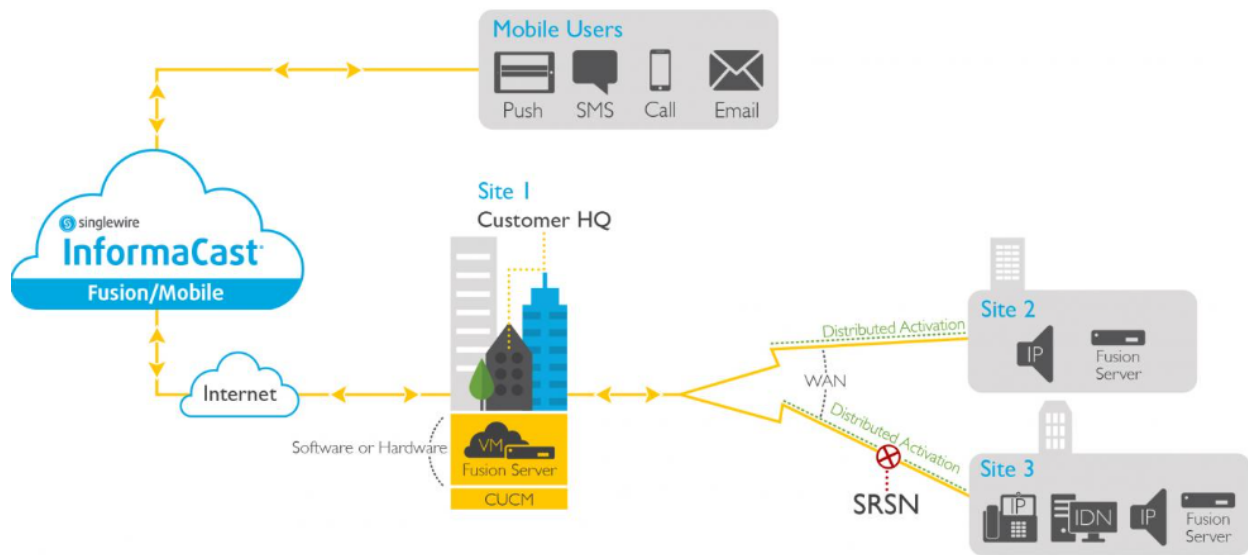 Mobile Users
Push SMS Call Email
singlewire
InformaCast
Fusion/Mobile
Internet
Site 1
Customer HQ
Software or Hardware
VM
Fusion Server
CUCM
WAN
Distributed Activation
Site 2
IP
Fusion
Server
Distributed Activation
SRSN
Site 3
IP IDN IP Fusion
Server